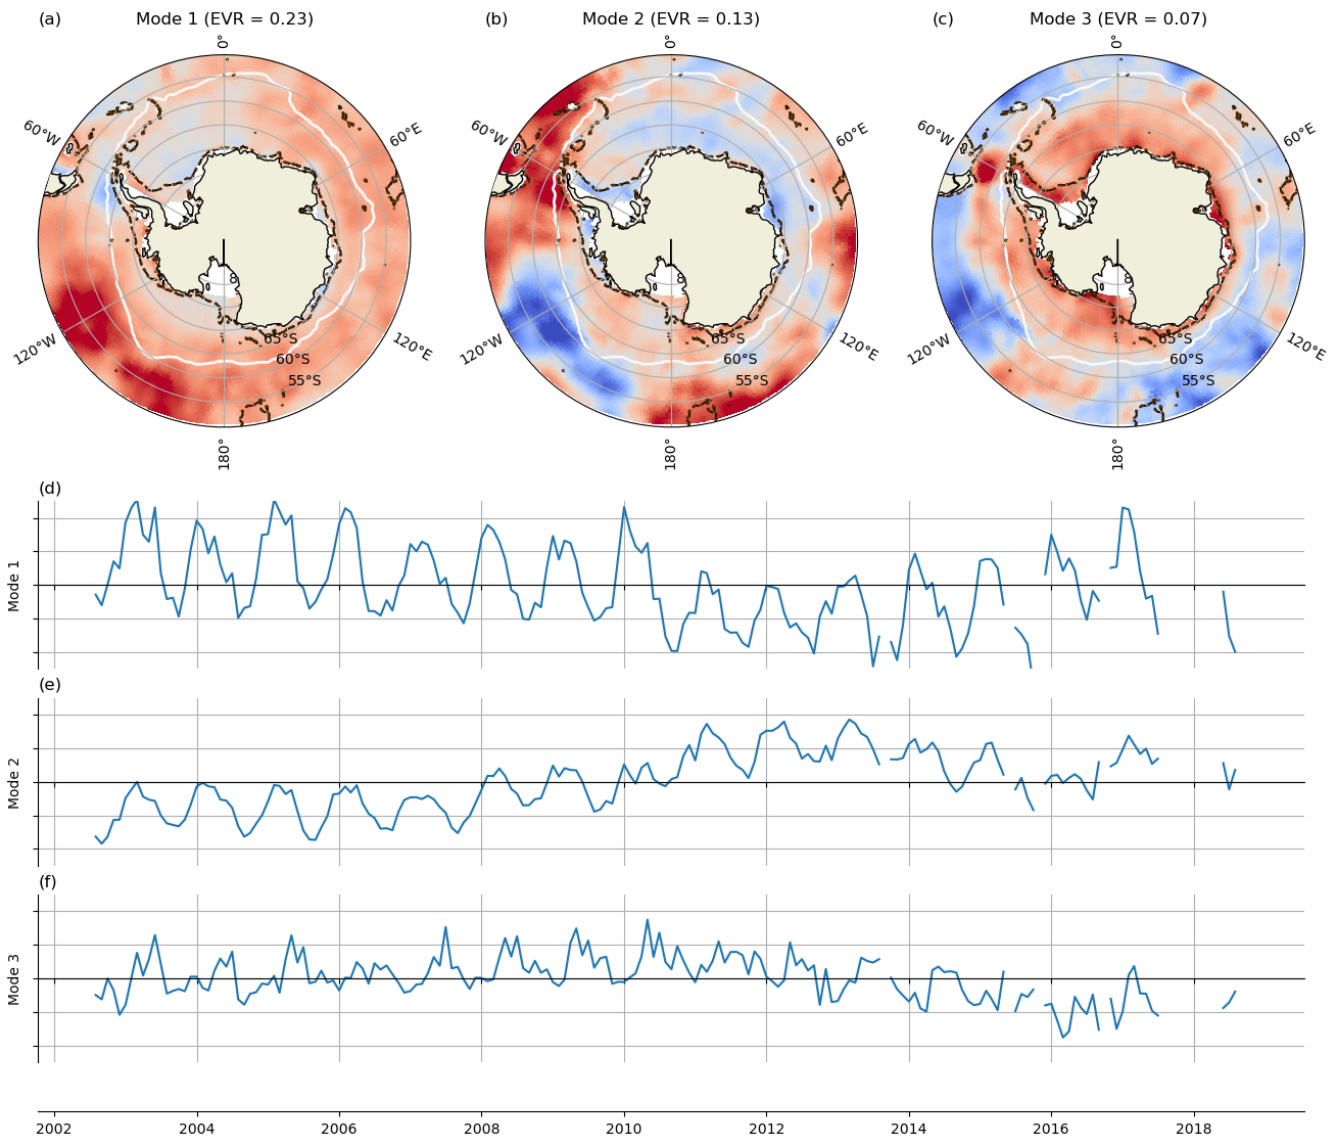 (a) Mode 1 (EVR = 0.23)
(b) Mode 2 (EVR = 0.13)
(c) Mode 3 (EVR = 0.07)
0° 0° 0°
60°W 60°E 60°W 60°E 60°W 60°E
65°S 65°S 65°S
120°W 60°S 120°E 120°W 60°S 120°E 120°W 60°S 120°E
55°S 55°S 55°S
180° 180° 180°
(d)
Mode 1
(e)
Mode 2
(f)
Mode 3
2002 2004 2006 2008 2010 2012 2014 2016 2018